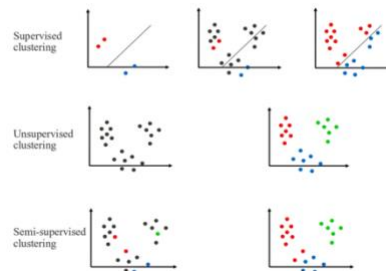 Supervised
clustering
Unsupervised
clustering
Semi-supervised
clustering